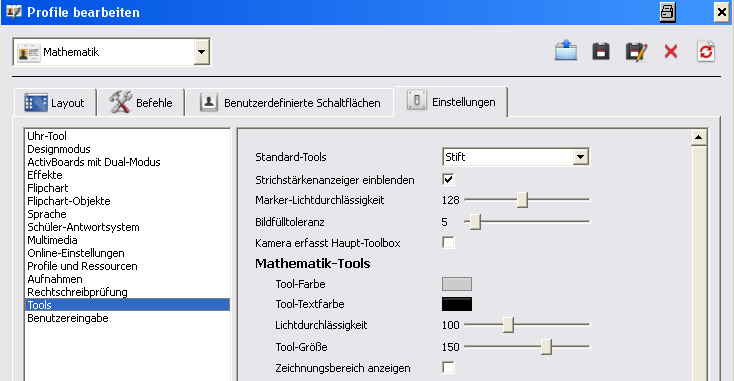 Profile bearbeiten
Mathematik
Layout Befehle Benutzerdefinierte Schaltflächen Einstellungen
Uhr-Tool
Designmodus
ActivBoards mit Dual-Modus
Effekte
Flipchart
Flipchart-Objekte
Sprache
Schüler-Antwortsystem
Multimedia
Online-Einstellungen
Profile und Ressourcen
Aufnahmen
Rechtschreibprüfung
Tools
Benutzereingabe
Standard-Tools Stift
Strichstärkenanzeiger einblenden
Marker-Lichtdurchlässigkeit 128
Bildfülltoleranz 5
Kamera erfasst Haupt-Toolbox
Mathematik-Tools
Tool-Farbe
Tool-Textfarbe
Lichtdurchlässigkeit 100
Tool-Größe 150
Zeichnungsbereich anzeigen